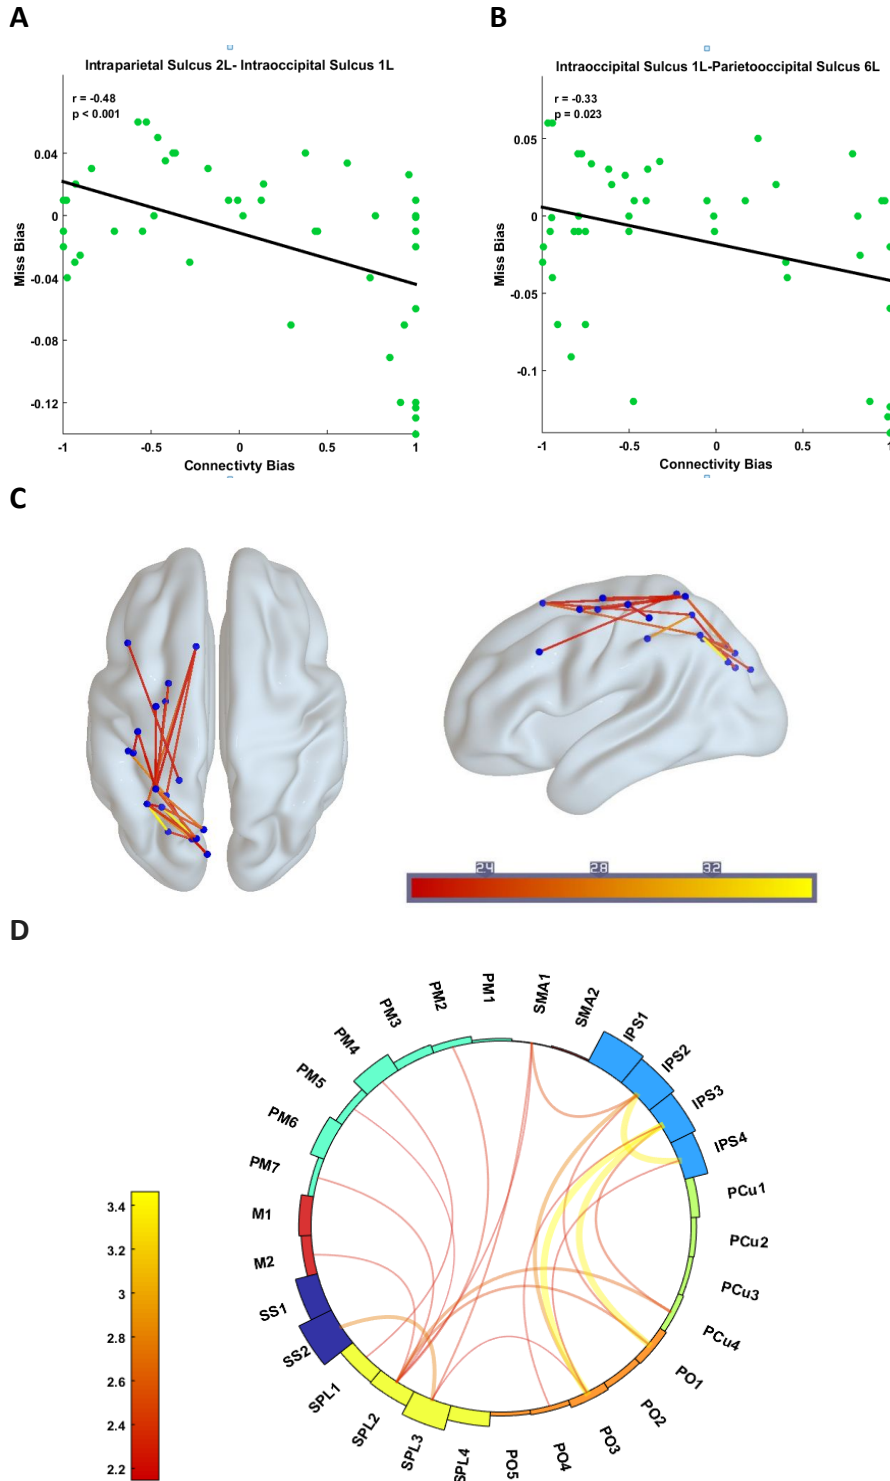 A
B
Intraparietal Sulcus 2L- Intraoccipital Sulcus 1L
r = -0.48
p < 0.001
0.04
0
-0.04
-0.08
-0.12
Miss Bias
-1
-0.5
0
0.5
1
Connectivty Bias
Intraoccipital Sulcus 1L-Parietooccipital Sulcus 6L
r = -0.33
p = 0.023
0.05
0
-0.05
-0.1
Miss Bias
-1
-0.5
0
0.5
1
Connectivty Bias
C
24
28
32
D
SMA1
SMA2
IPS1
IPS2
IPS3
IPS4
PCu1
PCu2
PCu3
PCu4
PO1
PO2
PO3
PO4
PO5
SPL4
SPL3
SPL2
SPL1
SS2
SS1
M2
M1
PM7
PM6
PM5
PM4
PM3
PM2
PM1
3.4
3.2
3
2.8
2.6
2.4
2.2